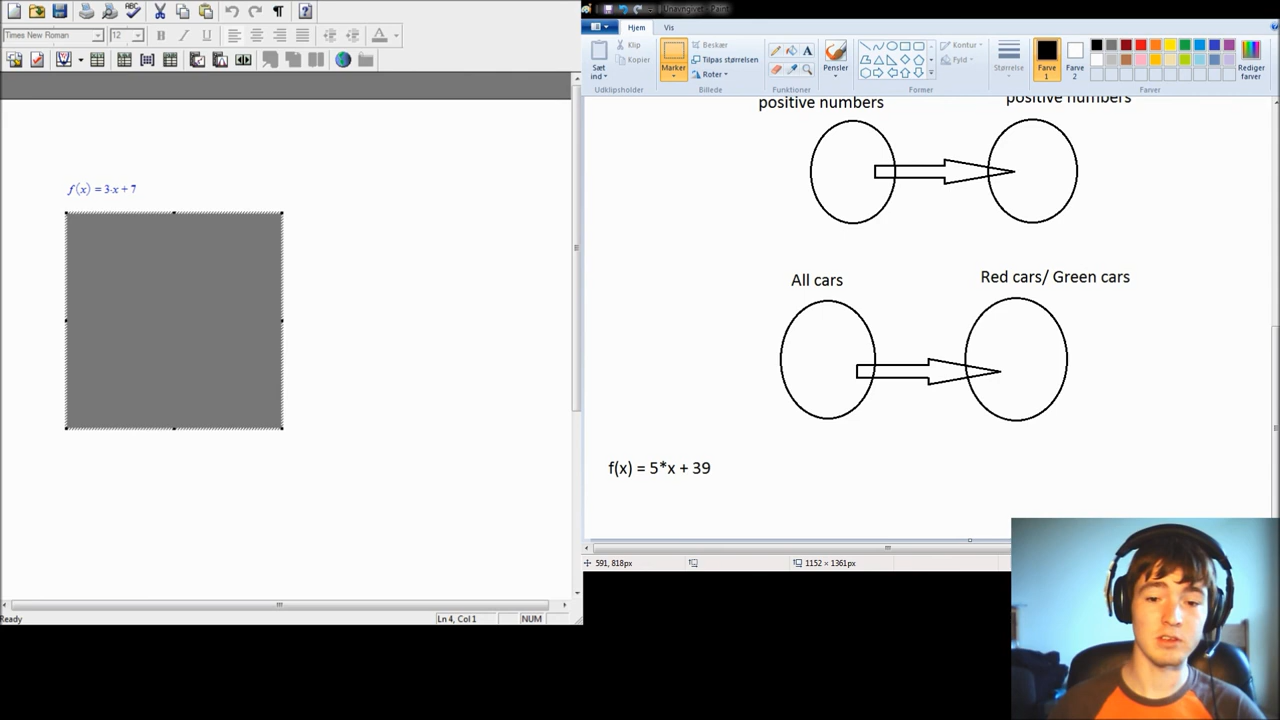 Unavngivet - Paint
Times New Roman
12
B I U
A
f(x) = 3·x + 7
Ready
Ln 4, Col 1
NUM
Hjem
Vis
Sæt
ind
Klip
Kopier
Udklipsholder
Marker
Beskær
Tilpas størrelsen
Roter
Billede
A
Funktioner
Pensler
Kontur
Fyld
Former
Størrelse
Farve
1
Farve
2
Rediger
farver
Farver
positive numbers
positive numbers
All cars
Red cars/ Green cars
f(x) = 5*x + 39
591, 818px
1152 × 1361px